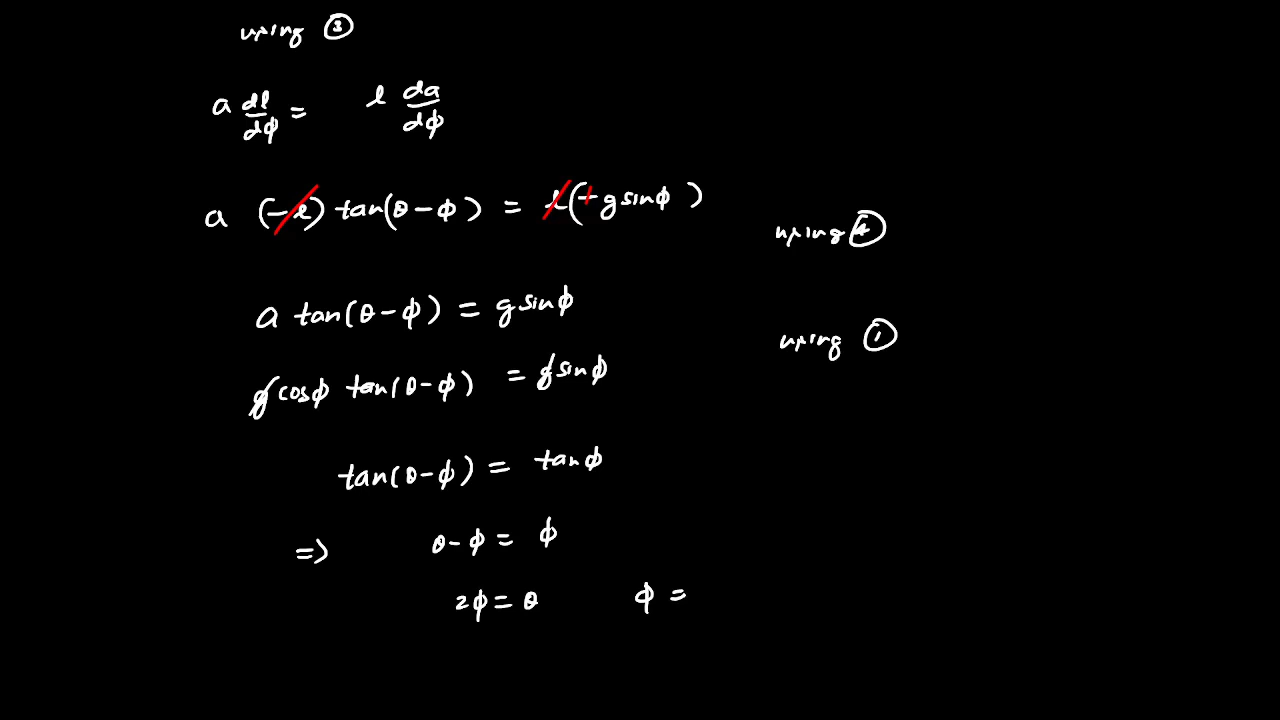 using ③
a dl/dφ = l da/dφ
a (-l) tan(θ-φ) = l(-g sinφ)
using ④
a tan(θ-φ) = g sinφ
using ①
g cosφ tan(θ-φ) = g sinφ
tan(θ-φ) = tanφ
=> θ-φ = φ
2φ = θ φ =